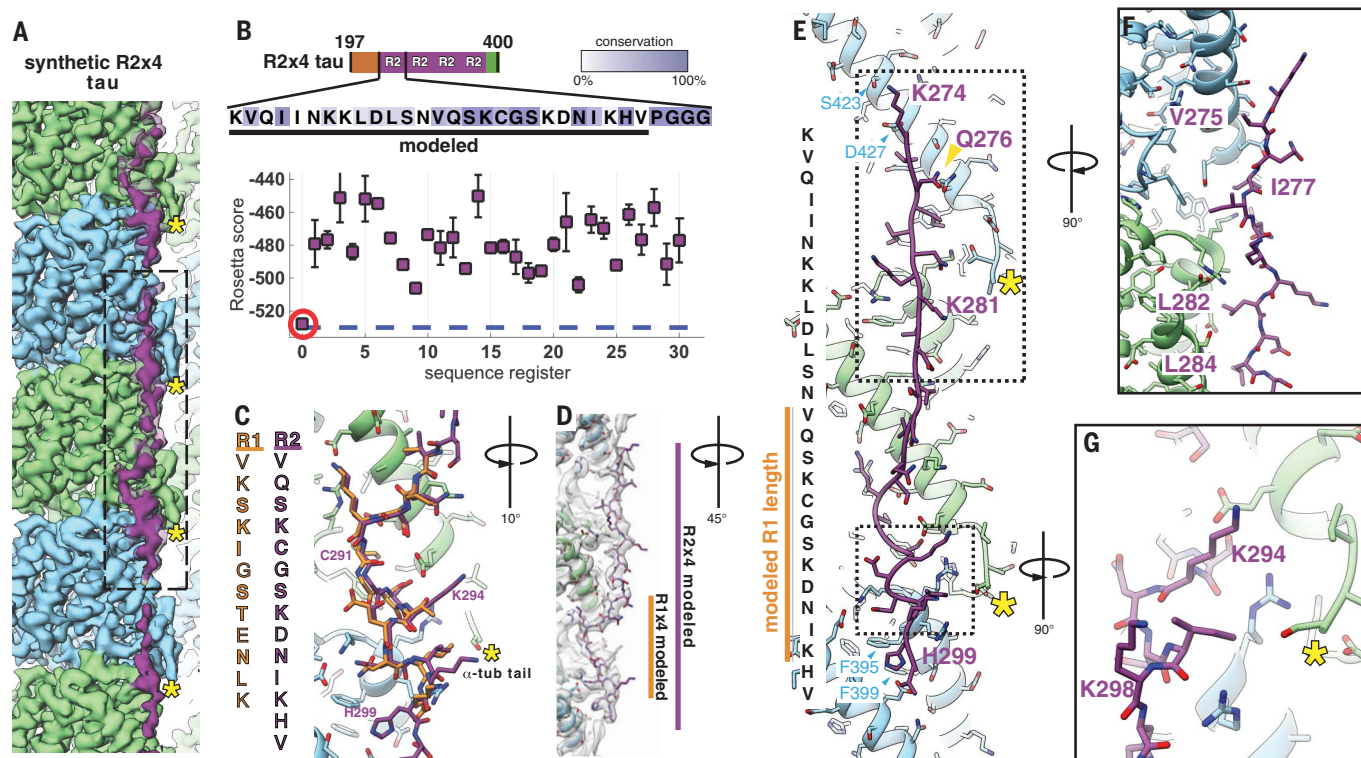 A
synthetic R2x4
tau
B
197
400
R2x4 tau
R2 R2 R2 R2
conservation
0%
100%
KVQIINKKLDLSNVQSKCGSKDNIKHVPGGG
modeled
Rosetta score
-440
-460
-480
-500
-520
0 5 10 15 20 25 30
sequence register
C
R1 R2
V V
K Q
S S
K K
I C
G G
S S
T K
E D
N N
L I
K K
H
V
C291
K294
α-tub tail
H299
10°
D
R1x4 modeled
R2x4 modeled
45°
E
K
V
Q
I
I
N
K
K
L
D
L
S
N
V
Q
S
K
C
G
S
K
D
N
I
K
H
V
modeled R1 length
S423
K274
D427
Q276
K281
F395
F399
H299
90°
90°
F
V275
I277
L282
L284
G
K294
K298